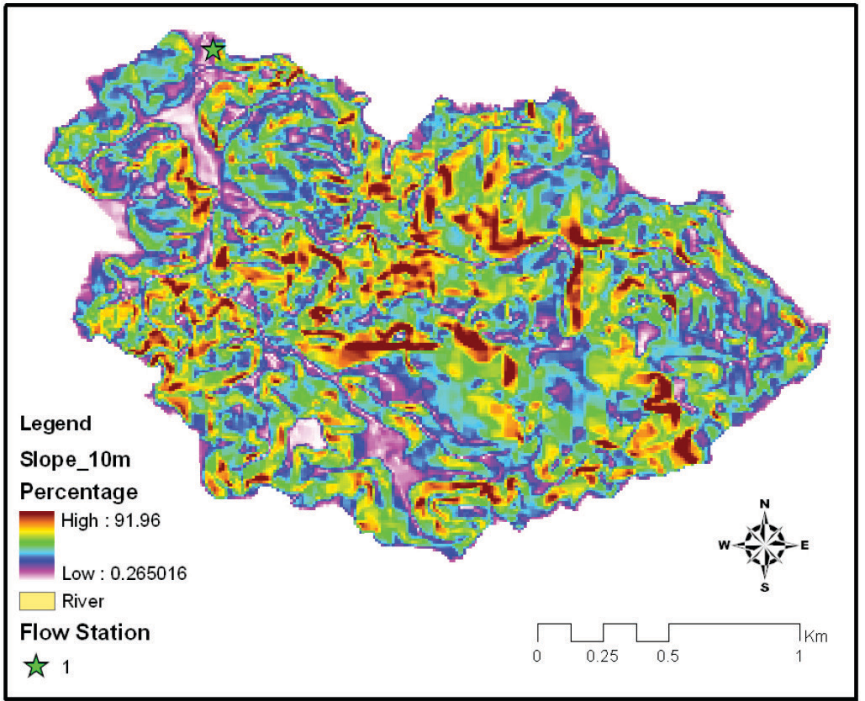 Legend
Slope_10m
Percentage
High : 91.96
Low : 0.265016
River
Flow Station
1
N
W E
S
Km
0 0.25 0.5 1